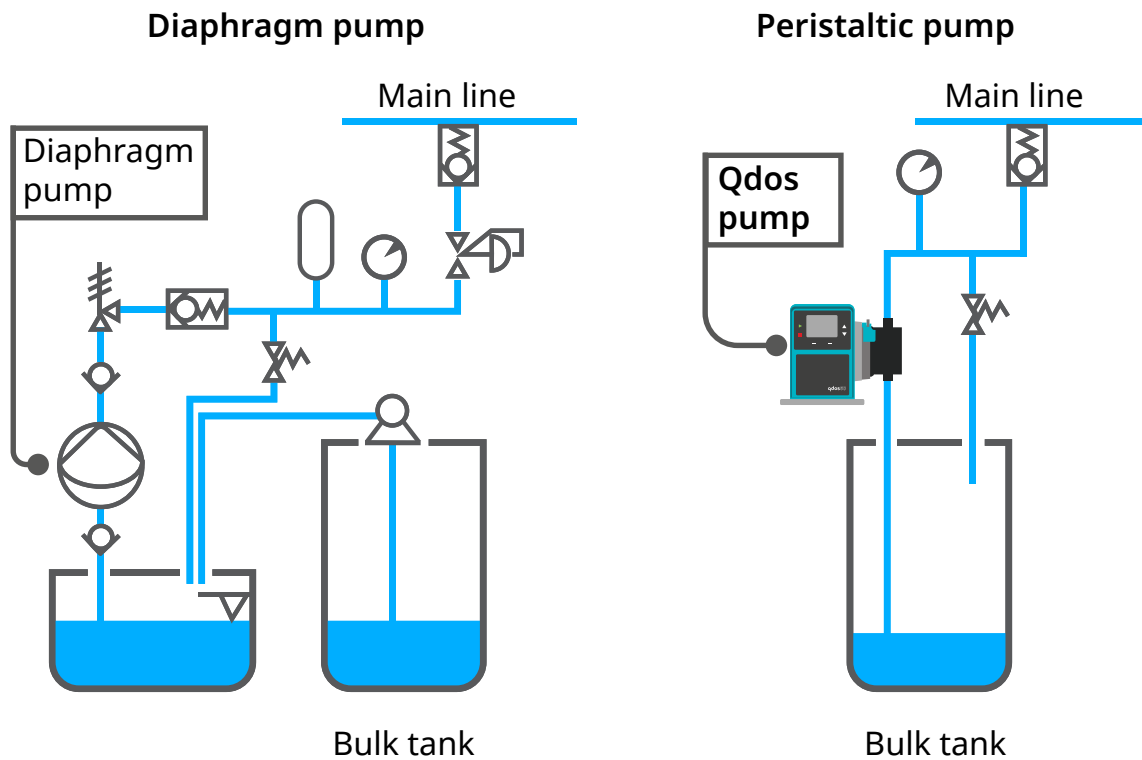 Diaphragm pump
Peristaltic pump
Main line
Main line
Diaphragm
pump
Qdos
pump
Bulk tank
Bulk tank